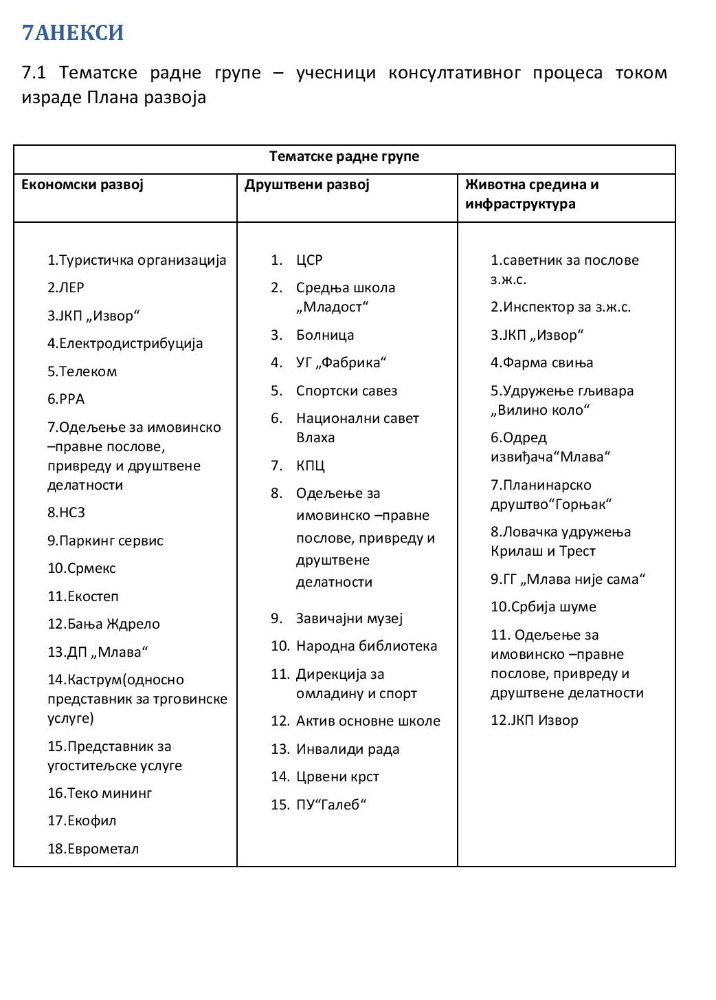 7АНЕКСИ
7.1 Тематске радне групе – учесници консултативног процеса током
израде Плана развоја
Тематске радне групе
Економски развој
Друштвени развој
Животна средина и
инфраструктура
1.Туристичка организација
2.ЛЕР
3.ЈКП „Извор“
4.Електродистрибуција
5.Телеком
6.РРА
7.Одељење за имовинско
–правне послове,
привреду и друштвене
делатности
8.НСЗ
9.Паркинг сервис
10.Срмекс
11.Екостеп
12.Бања Ждрело
13.ДП „Млава“
14.Каструм(односно
представник за трговинске
услуге)
15.Представник за
угоститељске услуге
16.Теко мининг
17.Екофил
18.Еврометал
1. ЦСР
2. Средња школа
„Младост“
3. Болница
4. УГ „Фабрика“
5. Спортски савез
6. Национални савет
Влаха
7. КПЦ
8. Одељење за
имовинско –правне
послове, привреду и
друштвене
делатности
9. Завичајни музеј
10. Народна библиотека
11. Дирекција за
омладину и спорт
12. Актив основне школе
13. Инвалиди рада
14. Црвени крст
15. ПУ“Галеб“
1.саветник за послове
з.ж.с.
2.Инспектор за з.ж.с.
3.ЈКП „Извор“
4.Фарма свиња
5.Удружење гљивара
„Вилино коло“
6.Одред
извиђача“Млава“
7.Планинарско
друштво“Горњак“
8.Ловачка удружења
Крилаш и Трест
9.ГГ „Млава није сама“
10.Србија шуме
11. Одељење за
имовинско –правне
послове, привреду и
друштвене делатности
12.ЈКП Извор